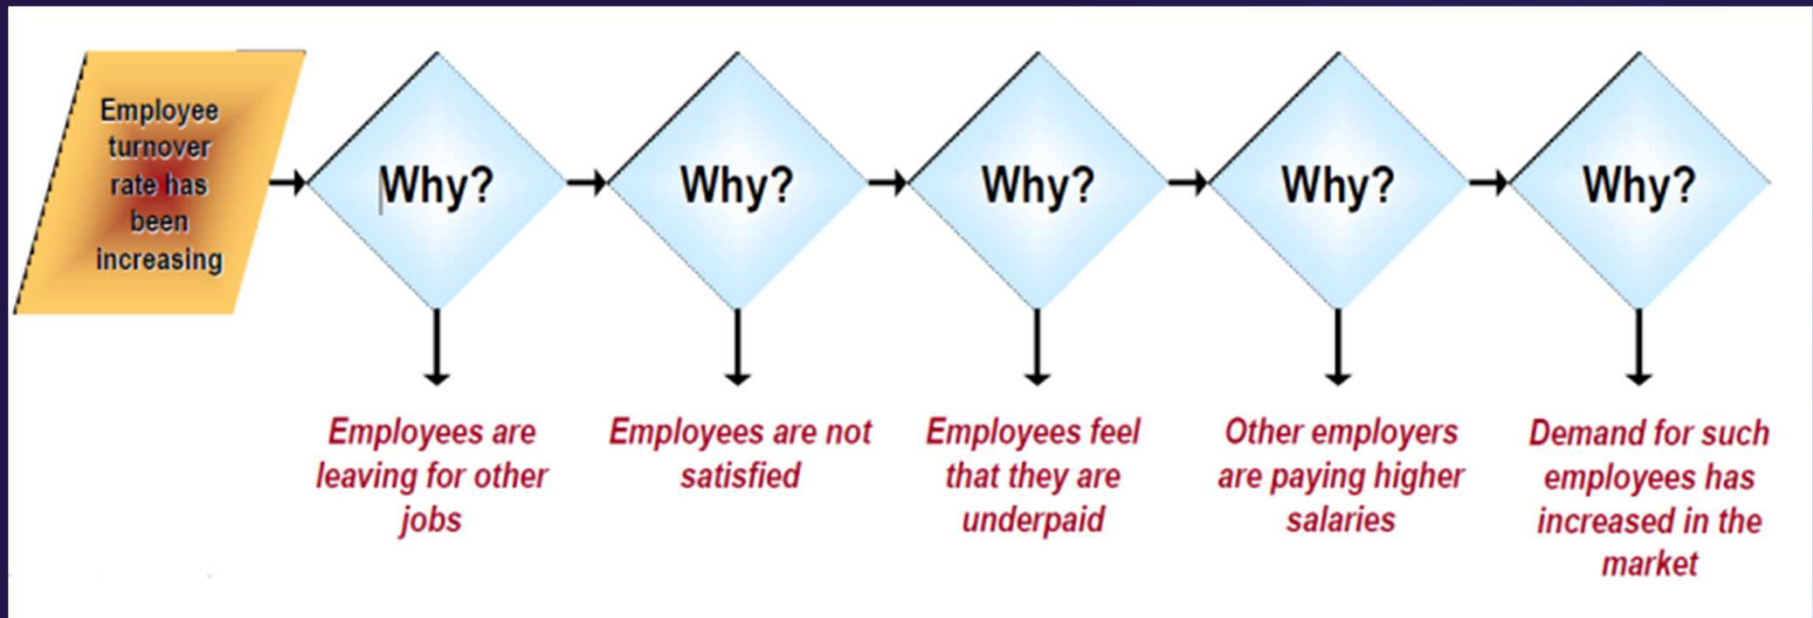 Employee
turnover
rate has
been
increasing
Why?
Why?
Why?
Why?
Why?
Employees are
leaving for other
jobs
Employees are not
satisfied
Employees feel
that they are
underpaid
Other employers
are paying higher
salaries
Demand for such
employees has
increased in the
market